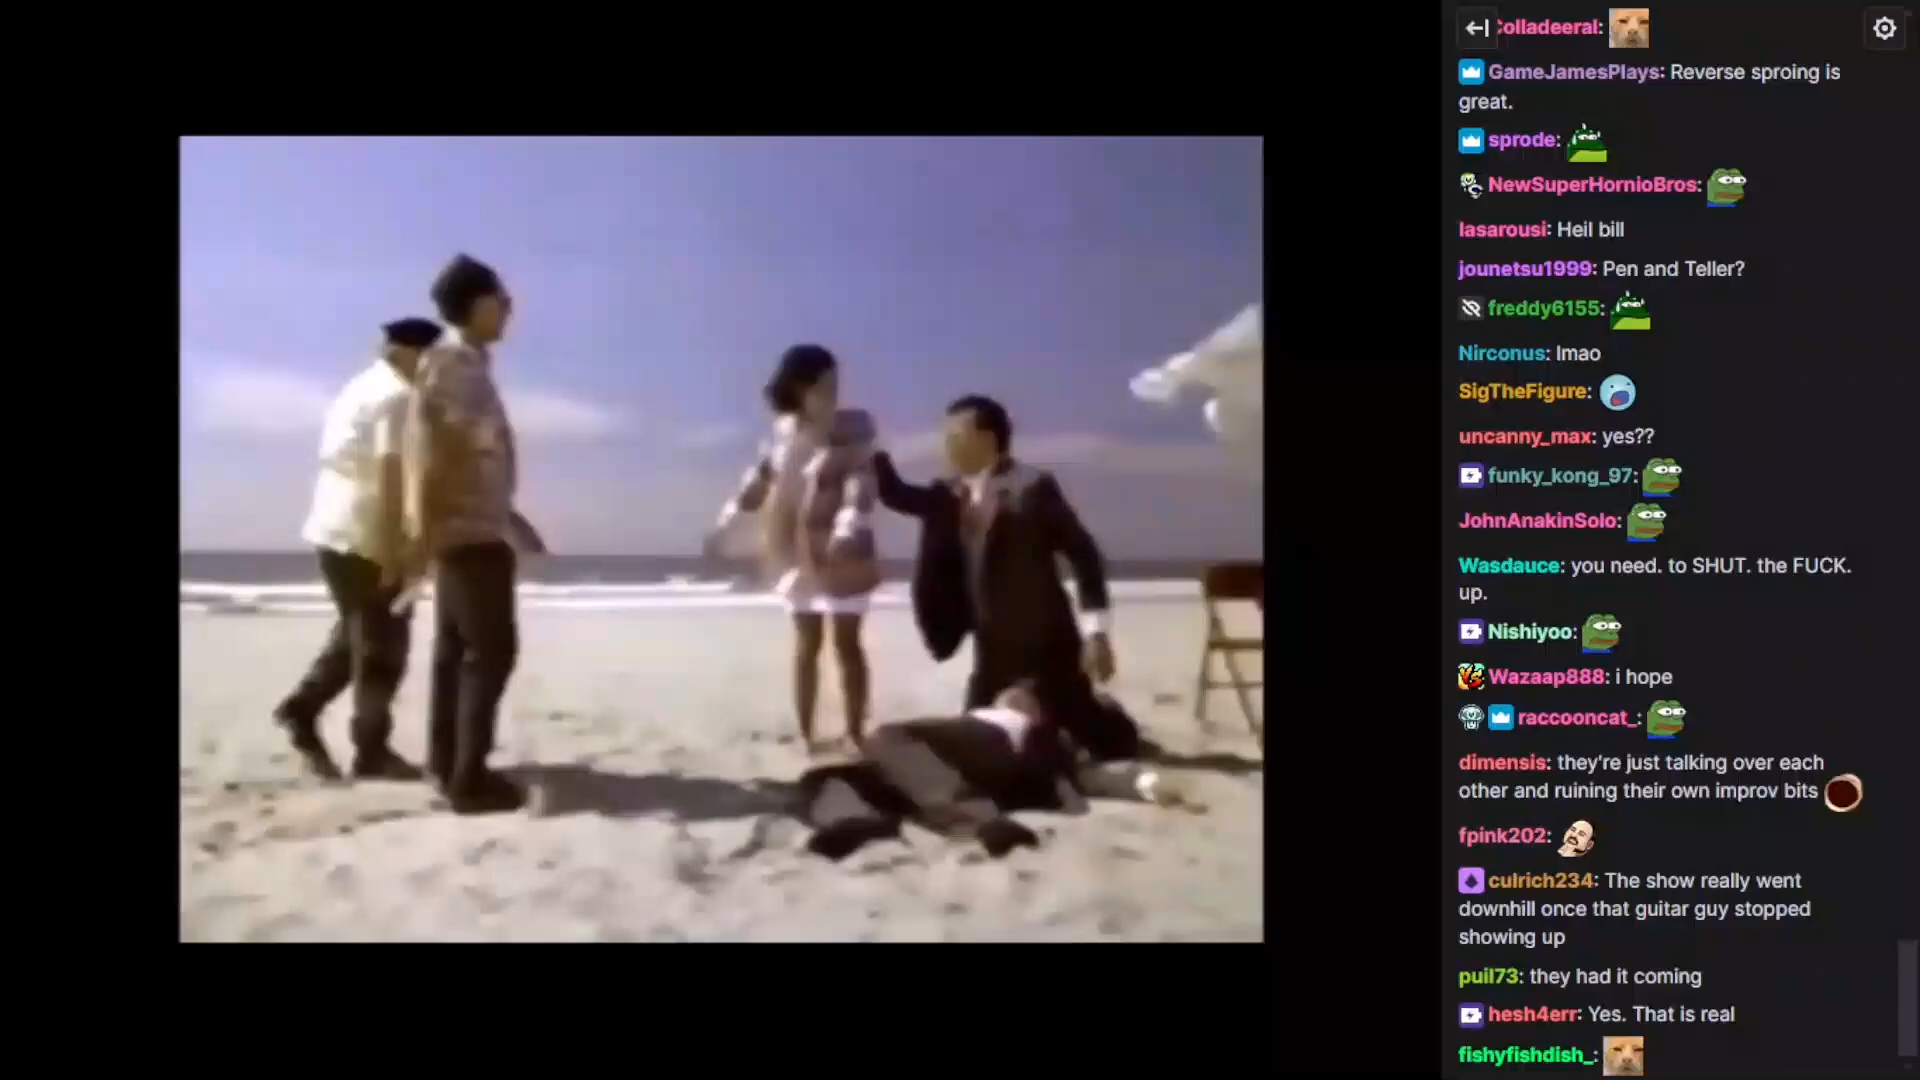 Colladeeral:
GameJamesPlays: Reverse sproing is
great.
sprode:
NewSuperHornioBros:
lasarousi: Heil bill
jounetsu1999: Pen and Teller?
freddy6155:
Nirconus: lmao
SigTheFigure:
uncanny_max: yes??
funky_kong_97:
JohnAnakinSolo:
Wasdauce: you need. to SHUT. the FUCK.
up.
Nishiyoo:
Wazaap888: i hope
raccooncat_:
dimensis: they're just talking over each
other and ruining their own improv bits
fpink202:
culrich234: The show really went
downhill once that guitar guy stopped
showing up
puil73: they had it coming
hesh4err: Yes. That is real
fishyfishdish_: